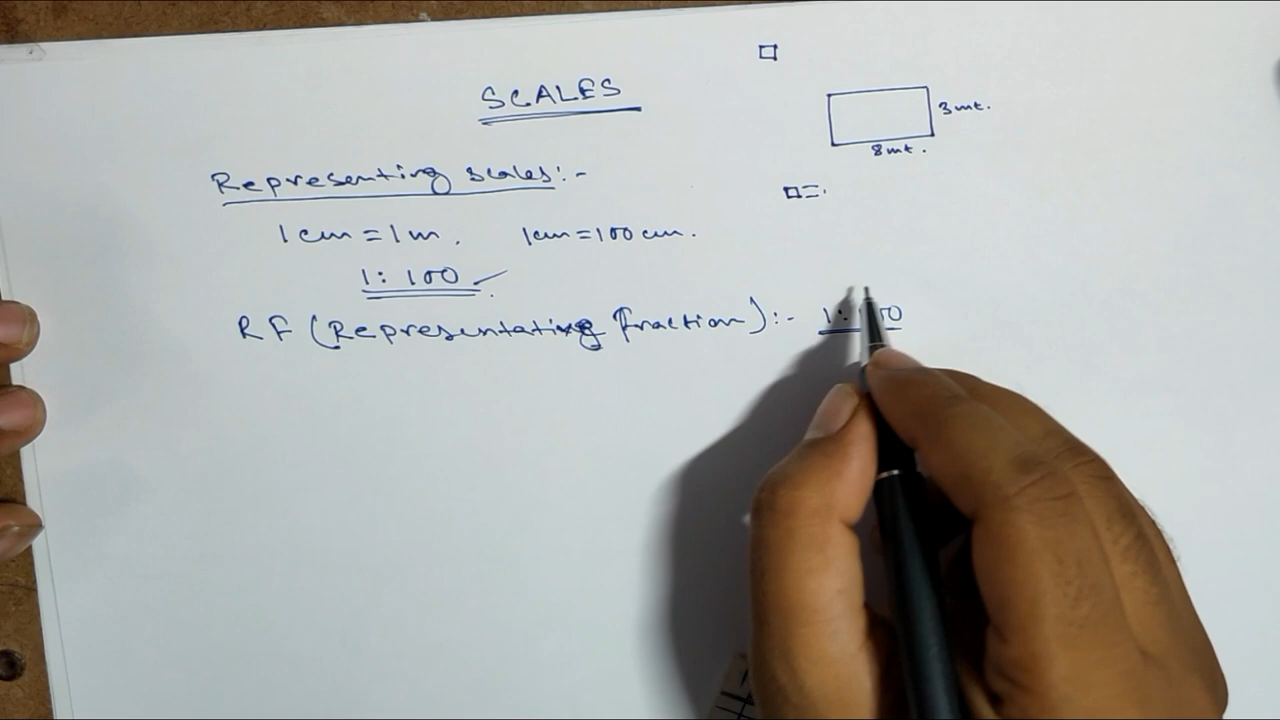 SCALES
3mt.
8mt.
Representing scales:-
1cm = 1m. 1cm = 100 cm.
1: 100
RF (Representating fraction):-